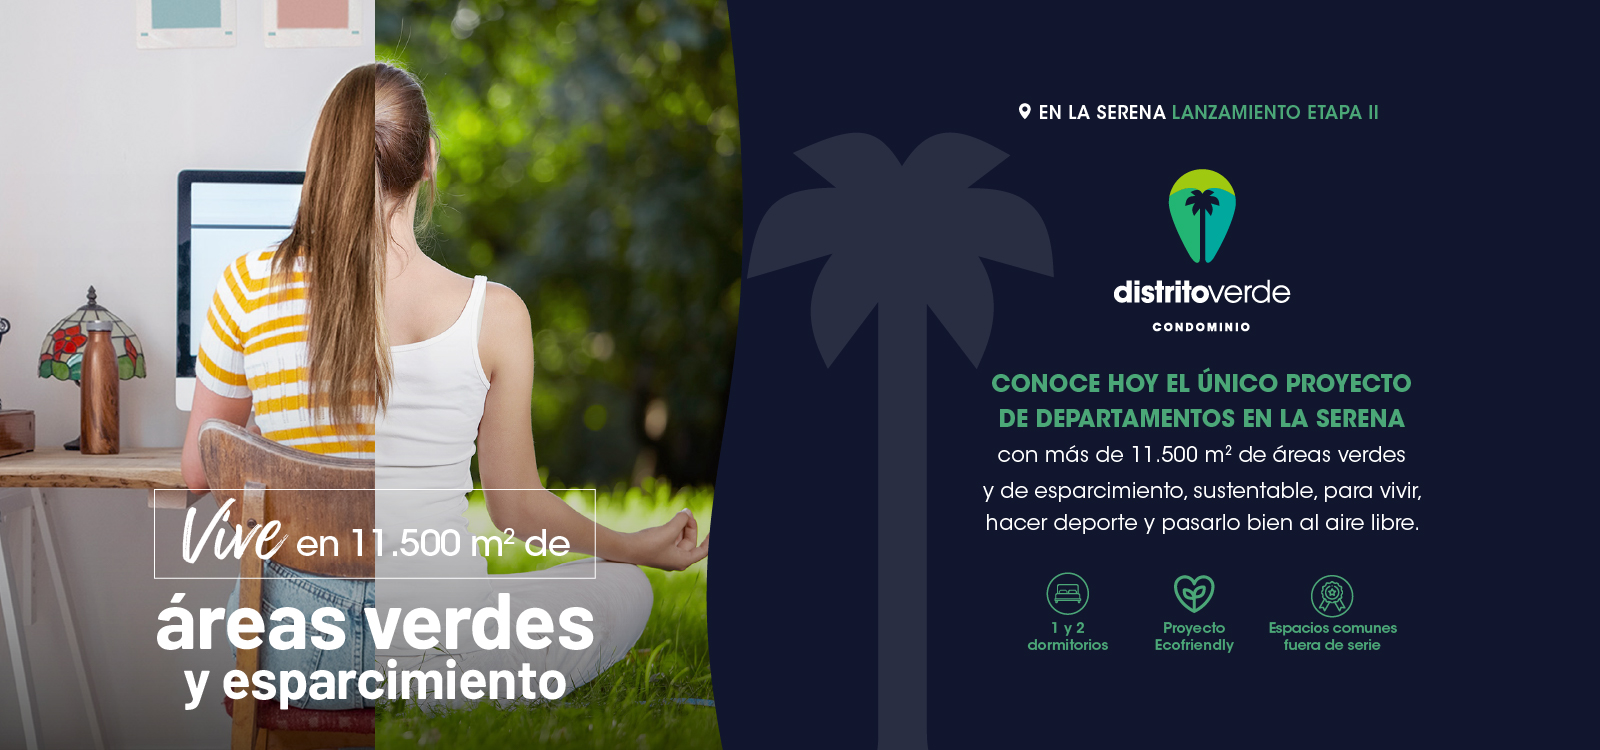 Vive en 11.500 m² de
áreas verdes
y esparcimiento
EN LA SERENA LANZAMIENTO ETAPA II
distritoverde
CONDOMINIO
CONOCE HOY EL ÚNICO PROYECTO
DE DEPARTAMENTOS EN LA SERENA
con más de 11.500 m² de áreas verdes
y de esparcimiento, sustentable, para vivir,
hacer deporte y pasarlo bien al aire libre.
1 y 2
dormitorios
Proyecto
Ecofriendly
Espacios comunes
fuera de serie